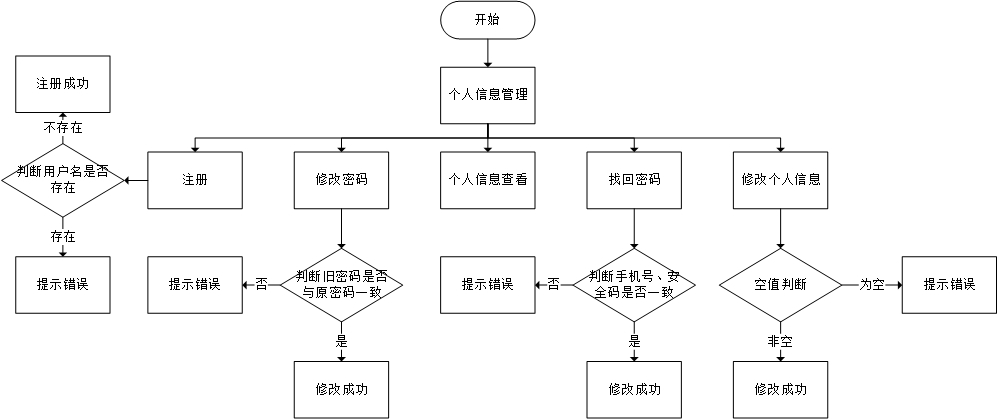 开始
注册成功
个人信息管理
不存在
判断用户名是否
存在
注册
修改密码
个人信息查看
找回密码
修改个人信息
存在
提示错误
提示错误
否
判断旧密码是否
与原密码一致
提示错误
否
判断手机号、安
全码是否一致
空值判断
为空
提示错误
是
是
非空
修改成功
修改成功
修改成功